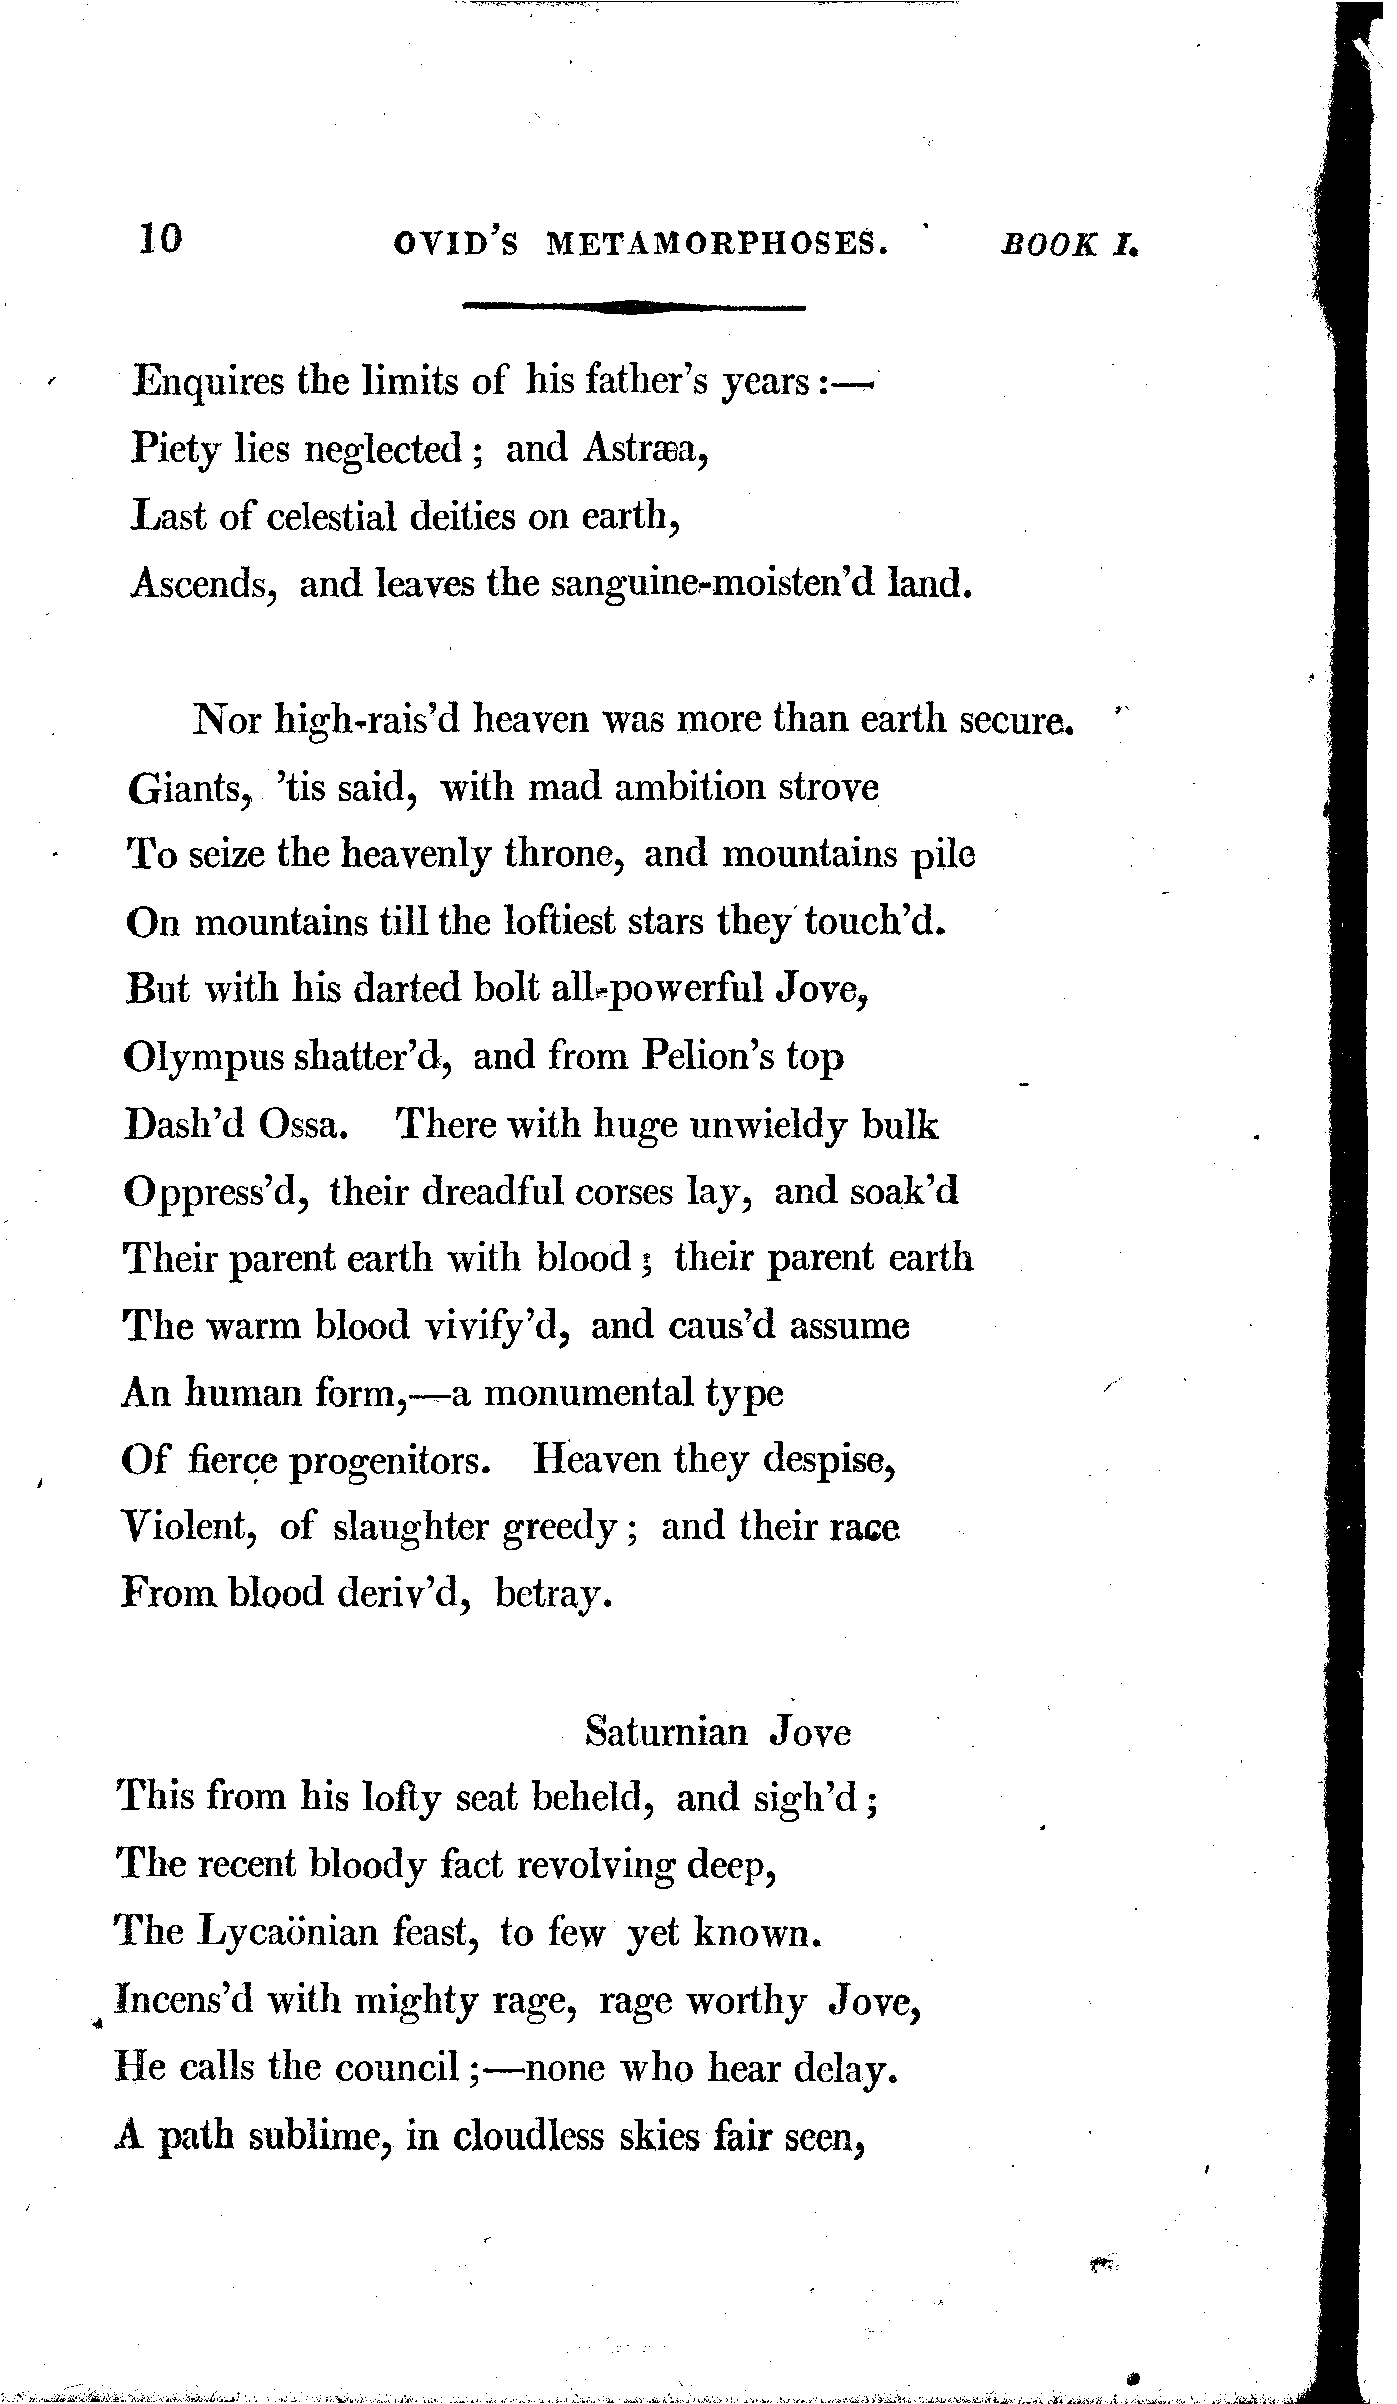 10 OVID'S METAMORPHOSES. BOOK I.
Enquires the limits of his father's years:—
Piety lies neglected; and Astræa,
Last of celestial deities on earth,
Ascends, and leaves the sanguine-moisten'd land.
Nor high-rais'd heaven was more than earth secure.
Giants, 'tis said, with mad ambition strove
To seize the heavenly throne, and mountains pile
On mountains till the loftiest stars they touch'd.
But with his darted bolt all-powerful Jove,
Olympus shatter'd, and from Pelion's top
Dash'd Ossa. There with huge unwieldy bulk
Oppress'd, their dreadful corses lay, and soak'd
Their parent earth with blood; their parent earth
The warm blood vivify'd, and caus'd assume
An human form,—a monumental type
Of fierce progenitors. Heaven they despise,
Violent, of slaughter greedy; and their race
From blood deriv'd, betray.
Saturnian Jove
This from his lofty seat beheld, and sigh'd;
The recent bloody fact revolving deep,
The Lycaönian feast, to few yet known.
Incens'd with mighty rage, rage worthy Jove,
He calls the council;—none who hear delay.
A path sublime, in cloudless skies fair seen,